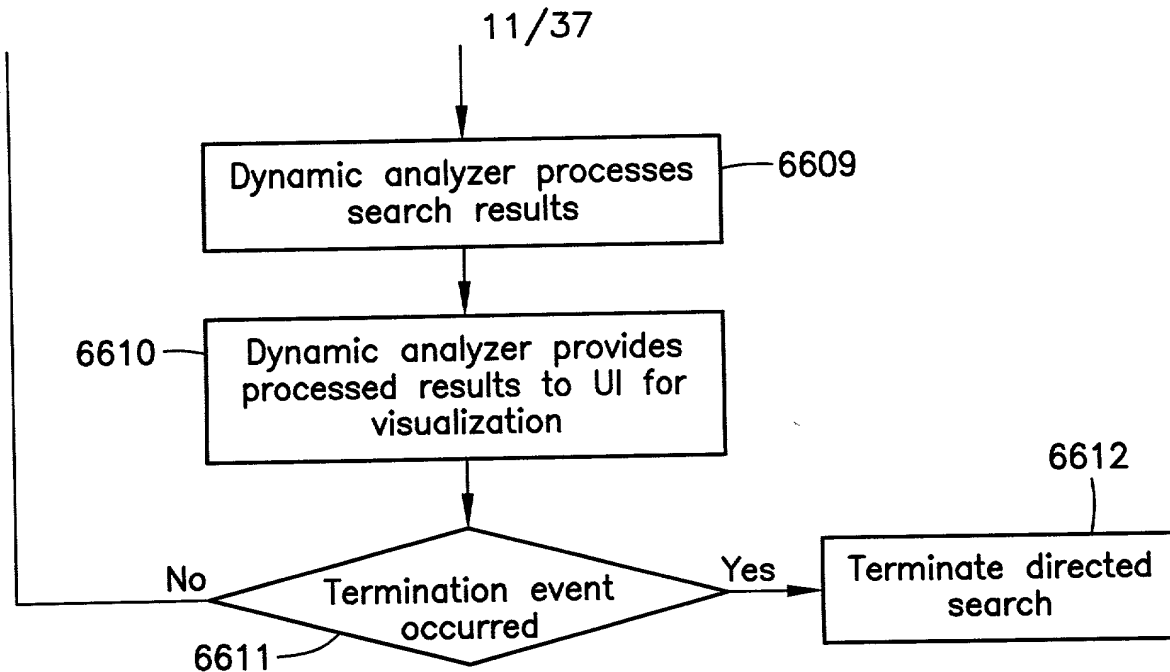 11/37
Dynamic analyzer processes
search results
6609
6610
Dynamic analyzer provides
processed results to UI for
visualization
6612
No
Termination event
occurred
Yes
Terminate directed
search
6611